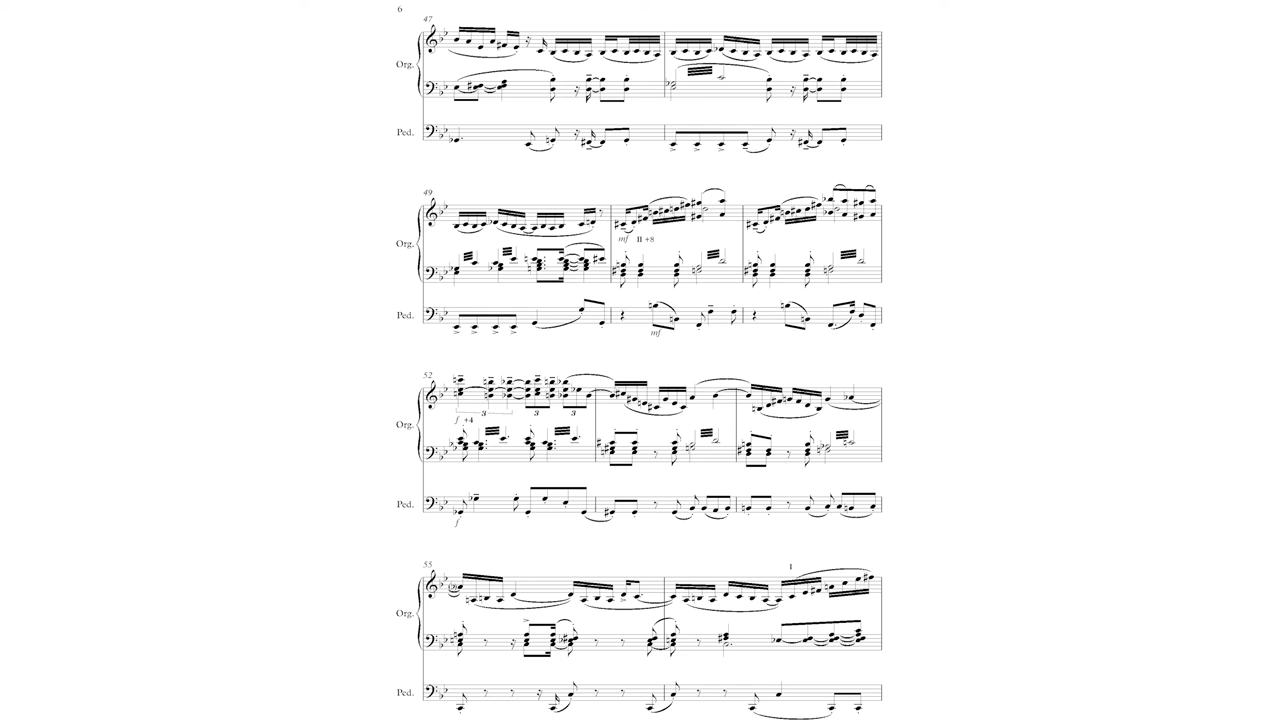 6
47
Org.
Ped.
49
Org.
mf II +8
Ped.
mf
52
3 3 3
f +4
Org.
Ped.
f
55
I
Org.
Ped.